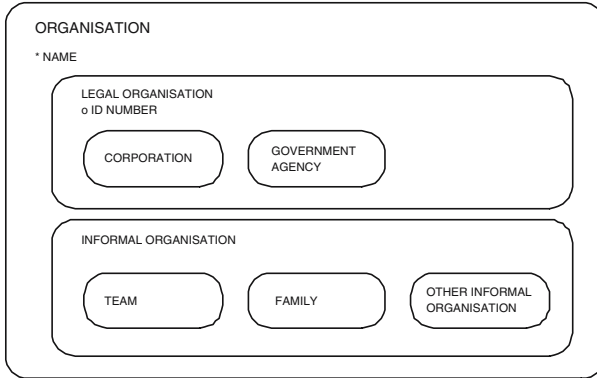 ORGANISATION
* NAME
LEGAL ORGANISATION
o ID NUMBER
CORPORATION
GOVERNMENT
AGENCY
INFORMAL ORGANISATION
TEAM
FAMILY
OTHER INFORMAL
ORGANISATION